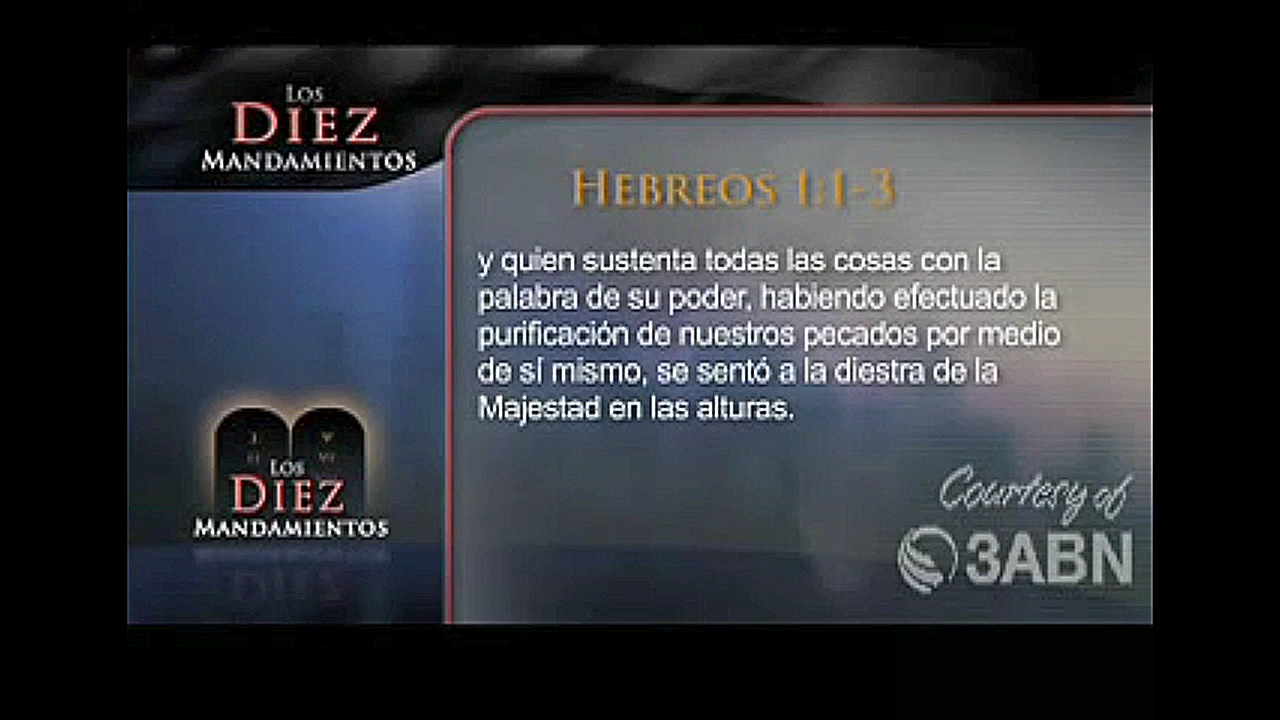 LOS
DIEZ
MANDAMIENTOS
HEBREOS 1:1-3
y quien sustenta todas las cosas con la
palabra de su poder, habiendo efectuado la
purificación de nuestros pecados por medio
de sí mismo, se sentó a la diestra de la
Majestad en las alturas.
I V
II VI
LOS
DIEZ
MANDAMIENTOS
Courtesy of
3ABN